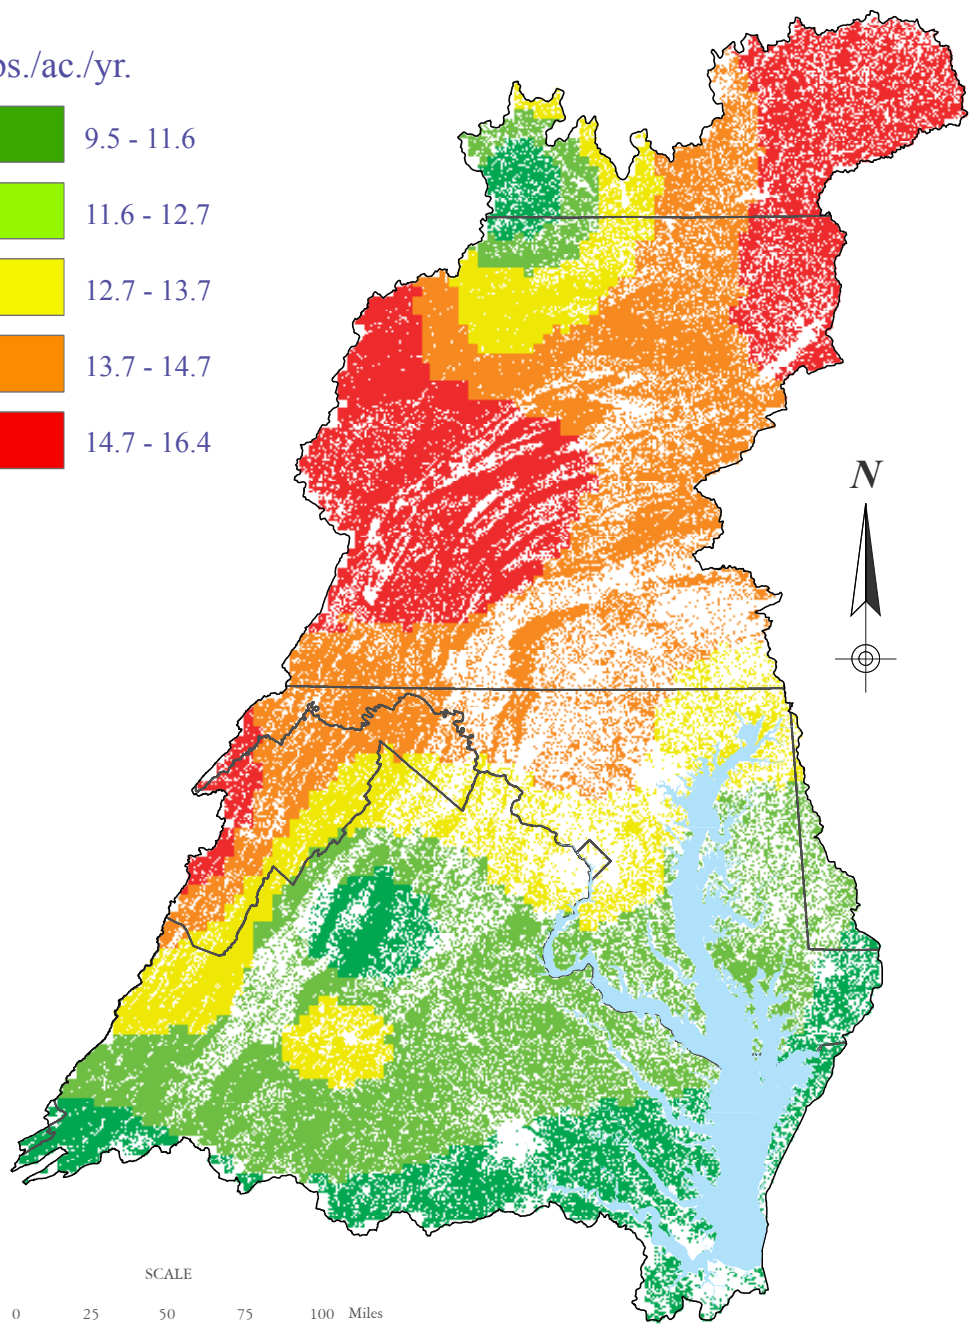 bs./ac./yr.
9.5 - 11.6
11.6 - 12.7
12.7 - 13.7
13.7 - 14.7
14.7 - 16.4
N
SCALE
0 25 50 75 100 Miles